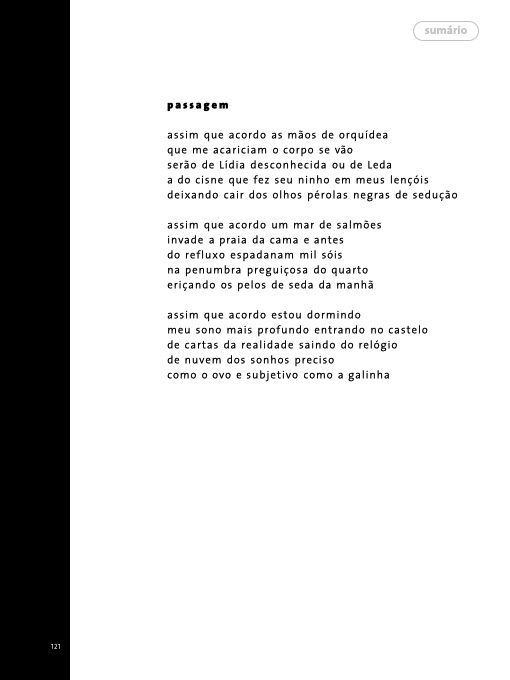 sumário
passagem
assim que acordo as mãos de orquídea
que me acariciam o corpo se vão
serão de Lídia desconhecida ou de Leda
a do cisne que fez seu ninho em meus lençóis
deixando cair dos olhos pérolas negras de sedução
assim que acordo um mar de salmões
invade a praia da cama e antes
do refluxo espadanam mil sóis
na penumbra preguiçosa do quarto
eriçando os pelos de seda da manhã
assim que acordo estou dormindo
meu sono mais profundo entrando no castelo
de cartas da realidade saindo do relógio
de nuvem dos sonhos preciso
como o ovo e subjetivo como a galinha
121